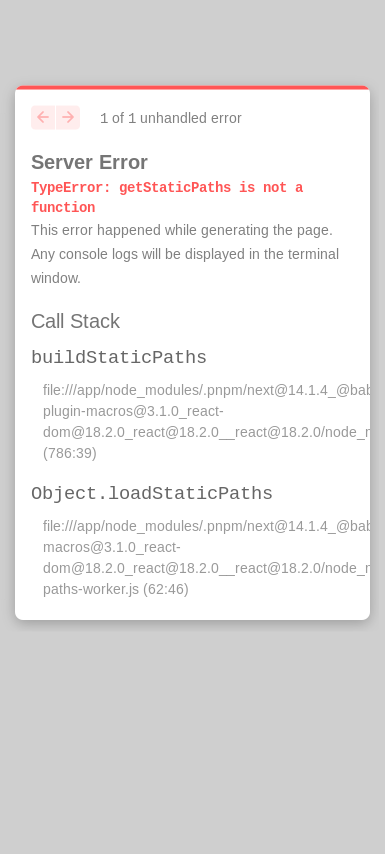 1 of 1 unhandled error
Server Error
TypeError: getStaticPaths is not a
function
This error happened while generating the page.
Any console logs will be displayed in the terminal
window.
Call Stack
buildStaticPaths
file:///app/node_modules/.pnpm/next@14.1.4_@bab
plugin-macros@3.1.0_react-
dom@18.2.0_react@18.2.0__react@18.2.0/node_r
(786:39)
Object.loadStaticPaths
file:///app/node_modules/.pnpm/next@14.1.4_@bab
macros@3.1.0_react-
dom@18.2.0_react@18.2.0__react@18.2.0/node_r
paths-worker.js (62:46)